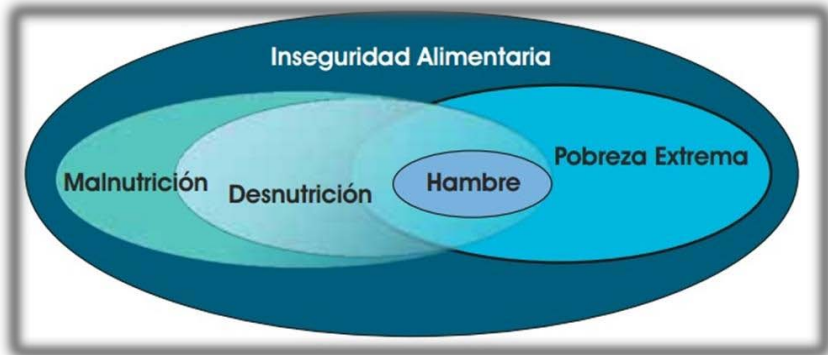 Inseguridad Alimentaria
Malnutrición
Desnutrición
Hambre
Pobreza Extrema